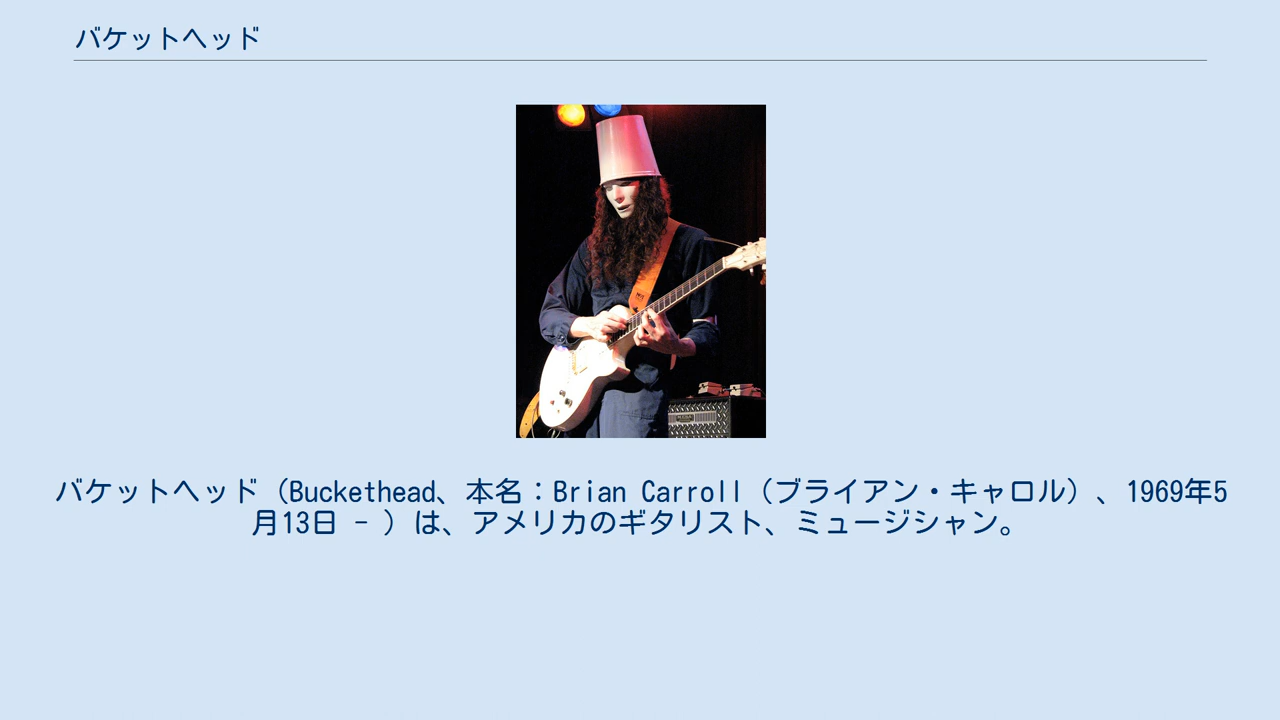 バケットヘッド
バケットヘッド（Buckethead、本名：Brian Carroll（ブライアン・キャロル）、1969年5
月13日 - ）は、アメリカのギタリスト、ミュージシャン。